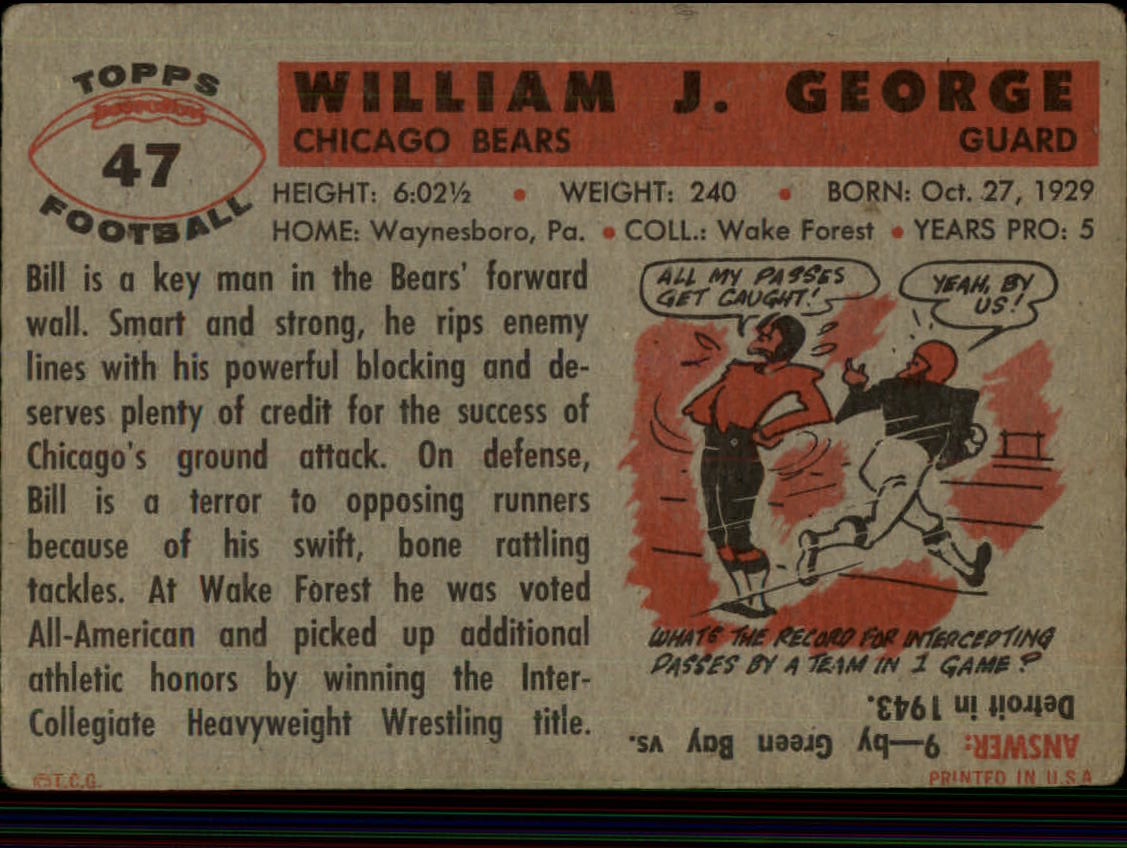 TOPPS
47
FOOTBALL
WILLIAM J. GEORGE
CHICAGO BEARS GUARD
HEIGHT: 6:02½ • WEIGHT: 240 • BORN: Oct. 27, 1929
HOME: Waynesboro, Pa. • COLL.: Wake Forest • YEARS PRO: 5
Bill is a key man in the Bears' forward
wall. Smart and strong, he rips enemy
lines with his powerful blocking and de-
serves plenty of credit for the success of
Chicago's ground attack. On defense,
Bill is a terror to opposing runners
because of his swift, bone rattling
tackles. At Wake Forest he was voted
All-American and picked up additional
athletic honors by winning the Inter-
Collegiate Heavyweight Wrestling title.
ALL MY PASSES
GET CAUGHT!
YEAH, BY
US!
WHAT'S THE RECORD FOR INTERCEPTING
PASSES BY A TEAM IN 1 GAME?
ANSWER: 9—by Green Bay vs.
Detroit in 1943.
©T.C.G.
PRINTED IN U.S.A.